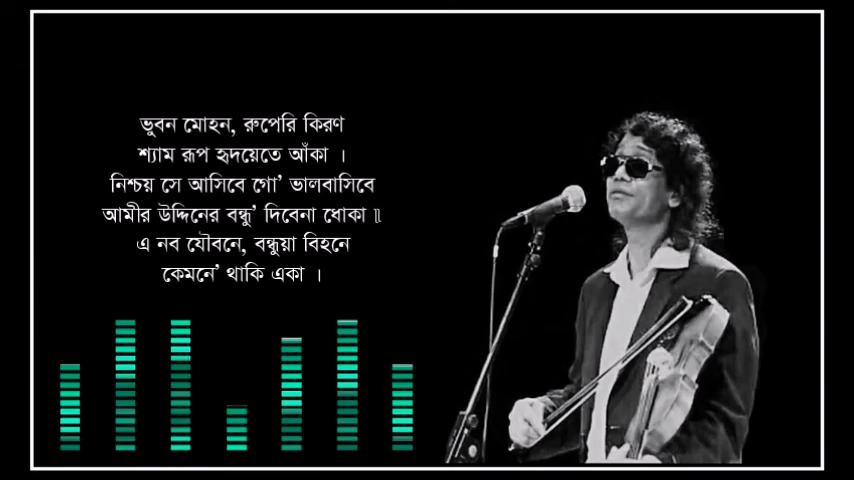 ভুবন মোহন, রুপেরি কিরণ
শ্যাম রূপ হৃদয়েতে আঁকা ।
নিশ্চয় সে আসিবে গো’ ভালবাসিবে
আমীর উদ্দিনের বন্ধু’ দিবেনা ধোকা ॥
এ নব যৌবনে, বন্ধুয়া বিহনে
কেমনে’ থাকি একা ।